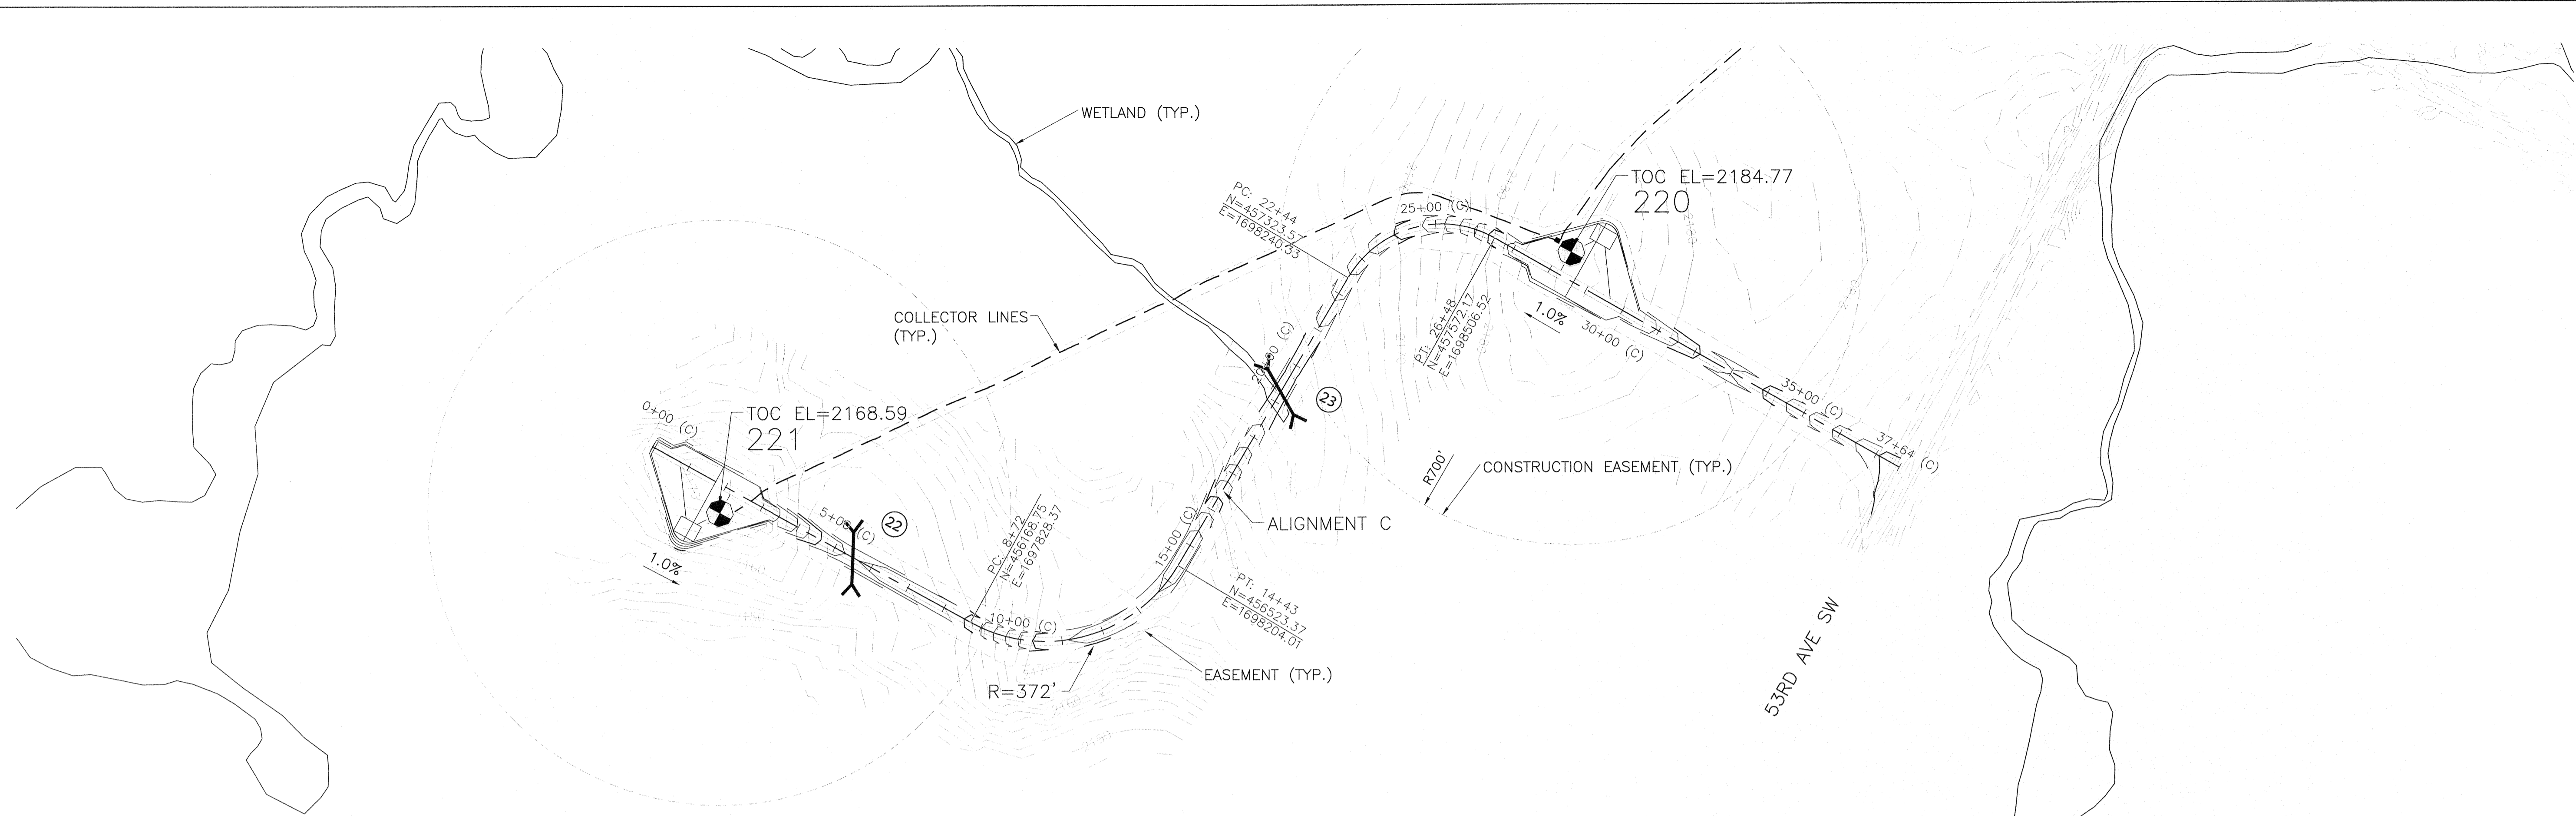 WETLAND (TYP.)
TOC EL=2184.77
220
PC: 22+44
N=457323.57
E=1698240.33
25+00 (C)
COLLECTOR LINES
(TYP.)
PT: 26+48
N=457572.17
E=1698506.52
1.0%
30+00 (C)
20+00 (C)
23
35+00 (C)
37+64 (C)
0+00 (C)
TOC EL=2168.59
221
R700'
CONSTRUCTION EASEMENT (TYP.)
5+00 (C)
22
1.0%
PC: 8+72
N=456168.75
E=1697828.37
15+00 (C)
ALIGNMENT C
PT: 14+43
N=456523.37
E=1698204.01
10+00 (C)
EASEMENT (TYP.)
R=372'
53RD AVE SW